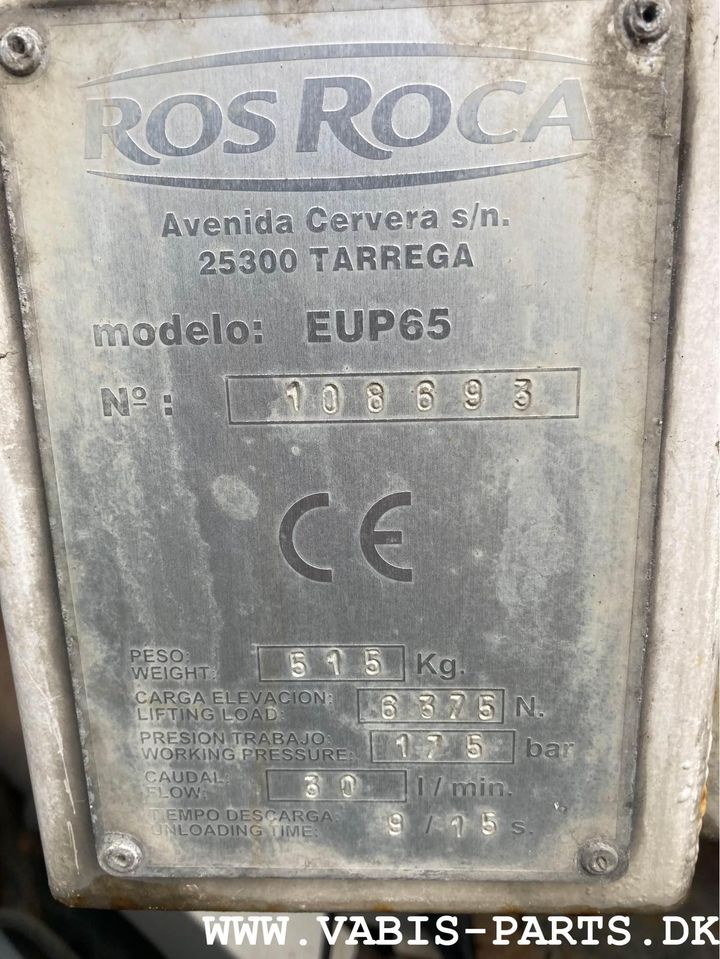 ROS ROCA
Avenida Cervera s/n.
25300 TARREGA
modelo: EUP65
Nº: 108693
CE
PESO:
WEIGHT: 515 Kg.
CARGA ELEVACION:
LIFTING LOAD: 6375 N.
PRESION TRABAJO:
WORKING PRESSURE: 175 bar
CAUDAL:
FLOW: 30 l/min.
TIEMPO DESCARGA:
UNLOADING TIME: 9/15 s.
WWW.VABIS-PARTS.DK